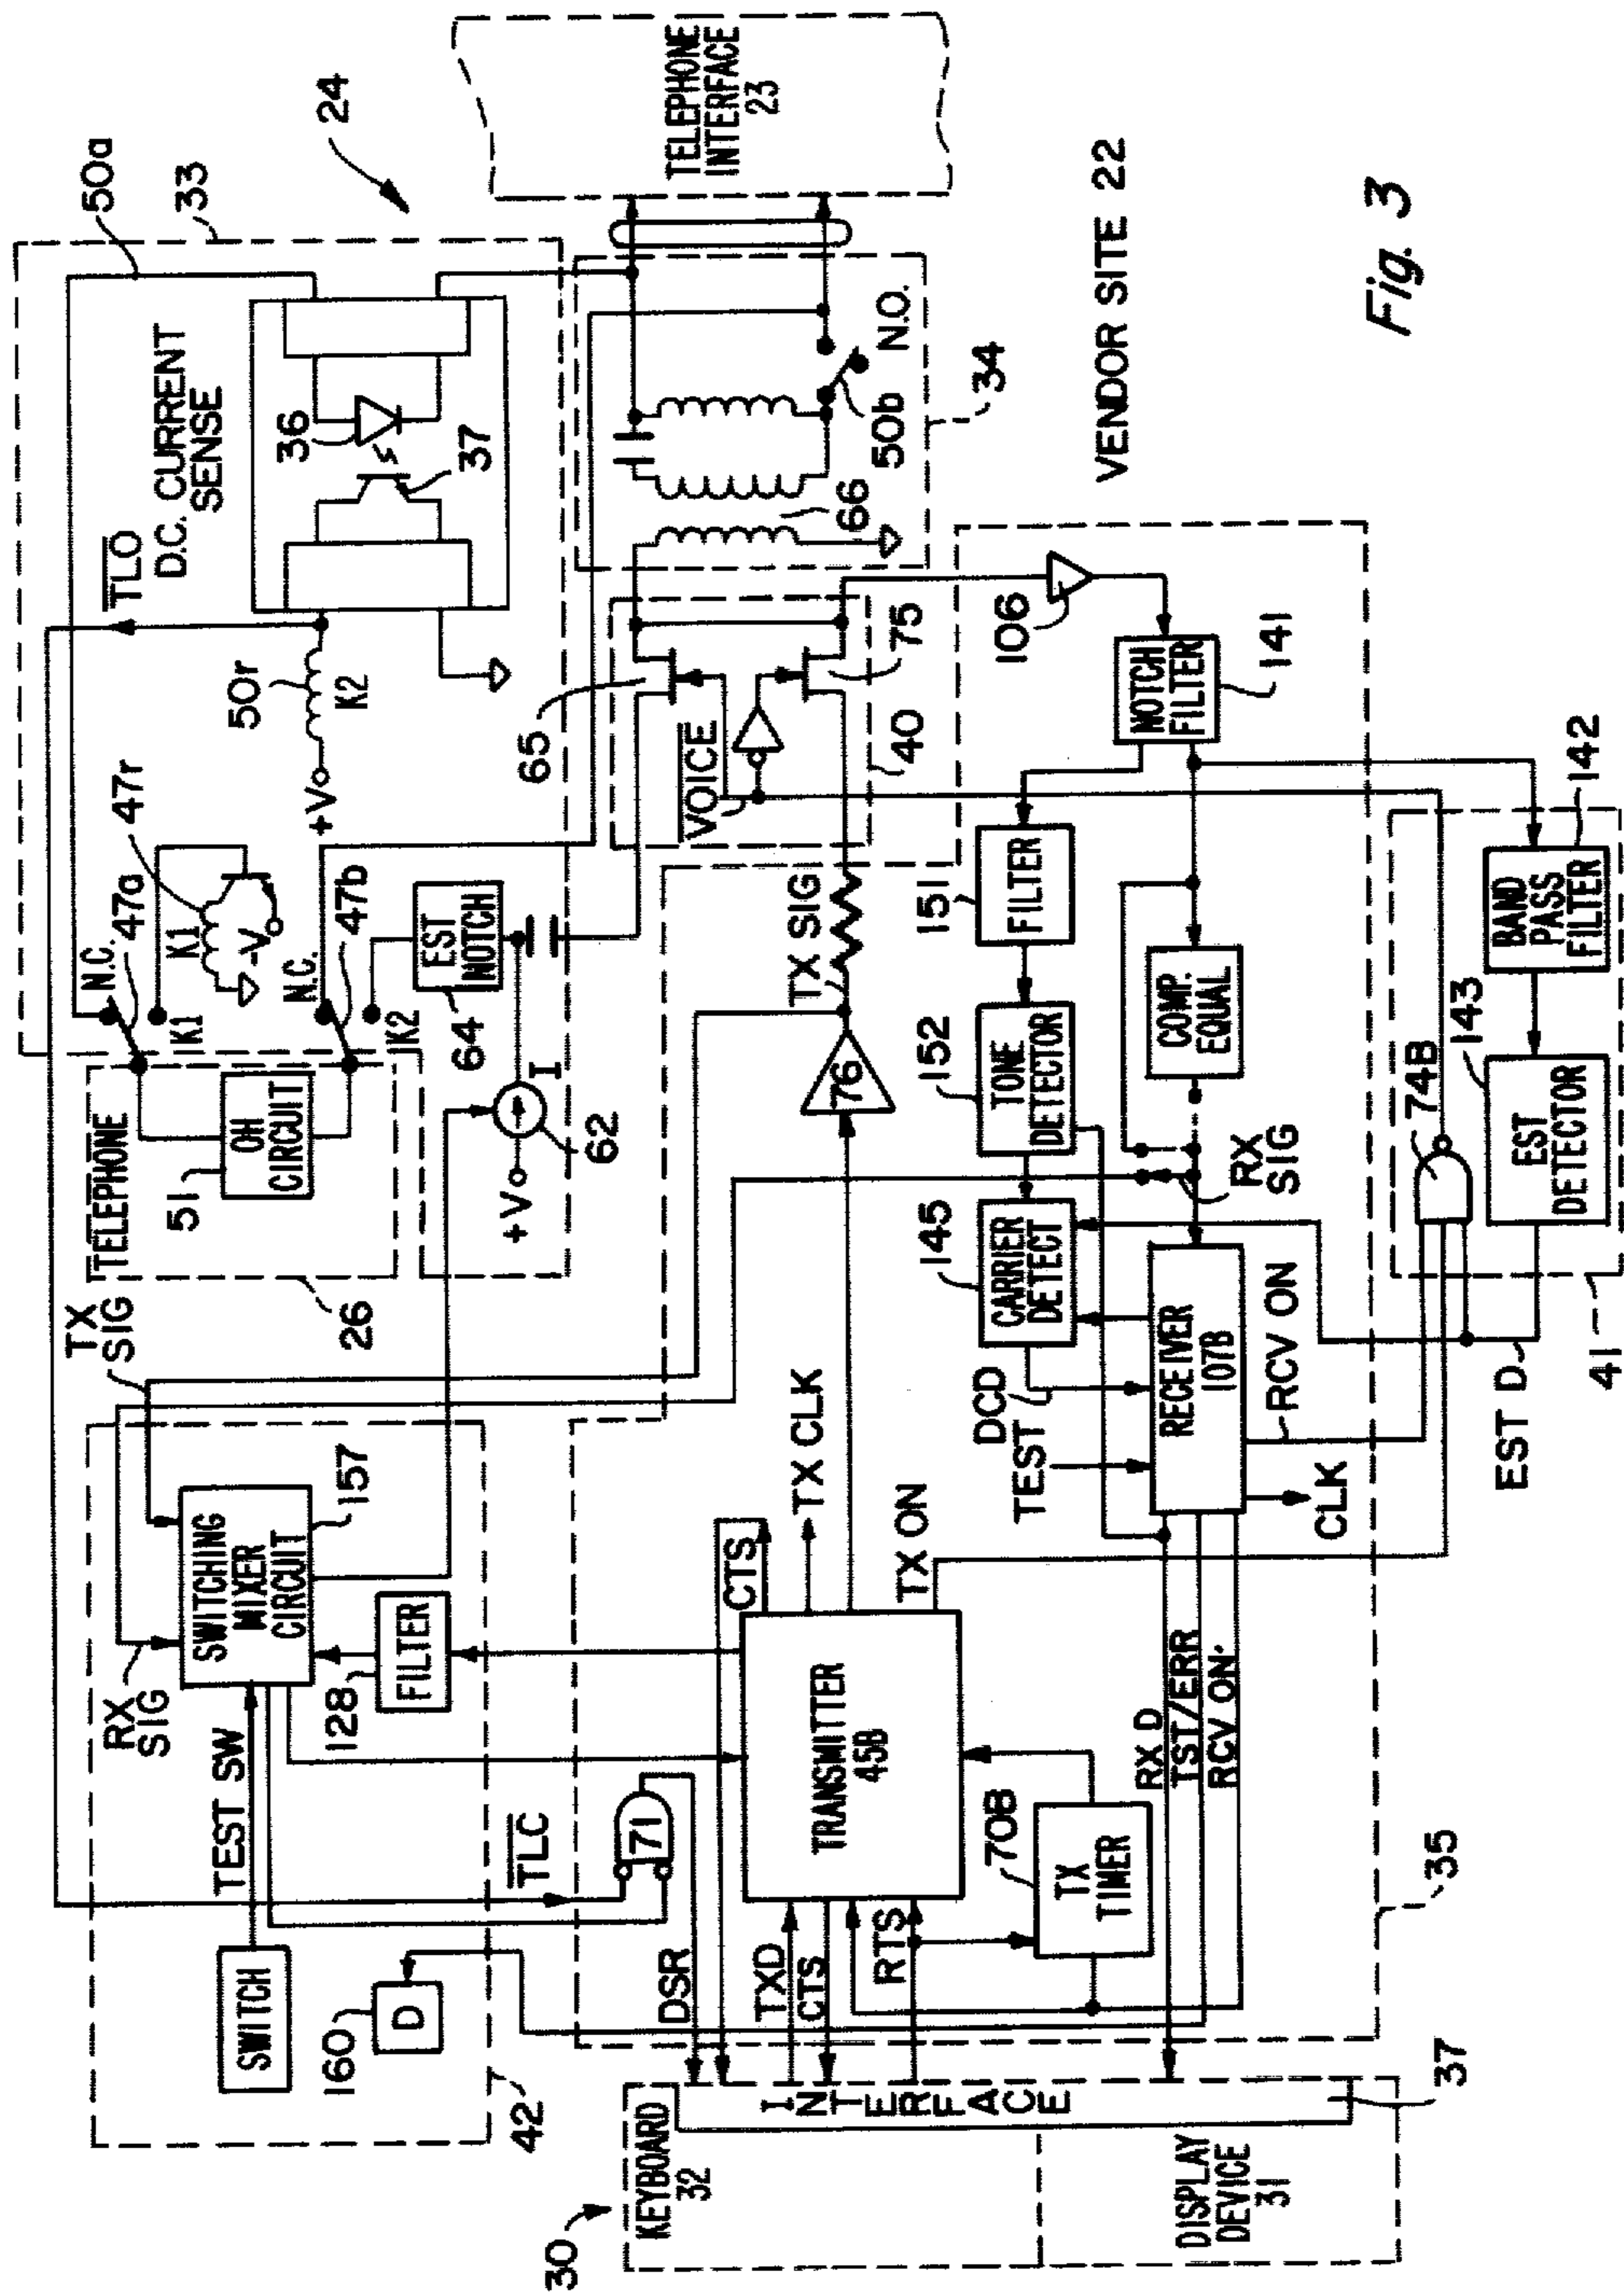 50a
33
24
TLO
D.C. CURRENT
SENSE
36
37
50r
K2
+V
47r
47a
N.C.
K1
K1
-V
N.C.
47b
K2
EST
NOTCH
64
I
62
+V
TELEPHONE
OH
CIRCUIT
51
26
TELEPHONE
INTERFACE
23
N.O.
50b
34
66
65
75
VOICE
40
VENDOR SITE 22
Fig. 3
TX
SIG
RX
SIG
SWITCHING
MIXER
CIRCUIT
157
TEST SW
SWITCH
FILTER
128
160
D
42
TLC
71
DSR
CTS
TX CLK
TX ON
TX SIG
76
TRANSMITTER
45B
TXD
CTS
RTS
TX
TIMER
70B
RX D
TST/ERR
RCV ON.
35
106
NOTCH
FILTER
141
151
FILTER
152
TONE
DETECTOR
145
CARRIER
DETECT
COMP.
EQUAL
RX
SIG
DCD
TEST
RECEIVER
107B
RCV ON
CLK
BAND
PASS
FILTER
142
143
EST
DETECTOR
74B
EST D
41
30
KEYBOARD
32
INTERFACE
DISPLAY
DEVICE
31
37